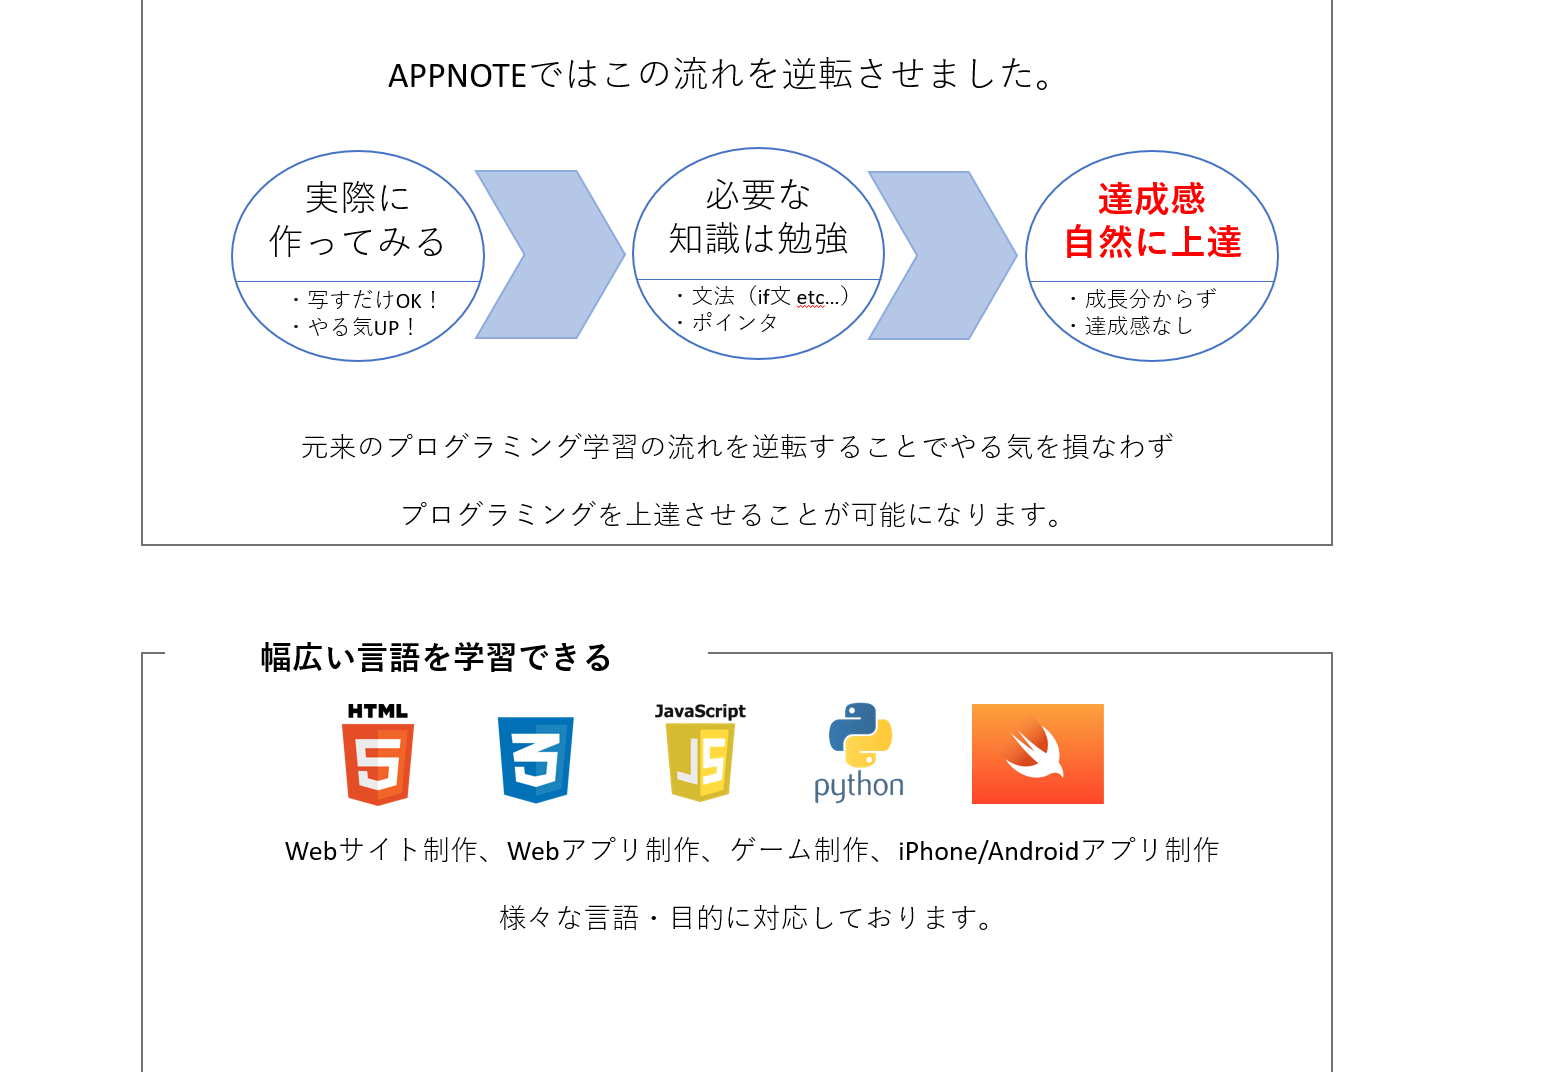 APPNOTEではこの流れを逆転させました。
実際に
作ってみる
・写すだけOK！
・やる気UP！
必要な
知識は勉強
・文法（if文 etc...）
・ポインタ
達成感
自然に上達
・成長分からず
・達成感なし
元来のプログラミング学習の流れを逆転することでやる気を損なわず
プログラミングを上達させることが可能になります。
幅広い言語を学習できる
HTML
5
3
JavaScript
JS
python
Webサイト制作、Webアプリ制作、ゲーム制作、iPhone/Androidアプリ制作
様々な言語・目的に対応しております。